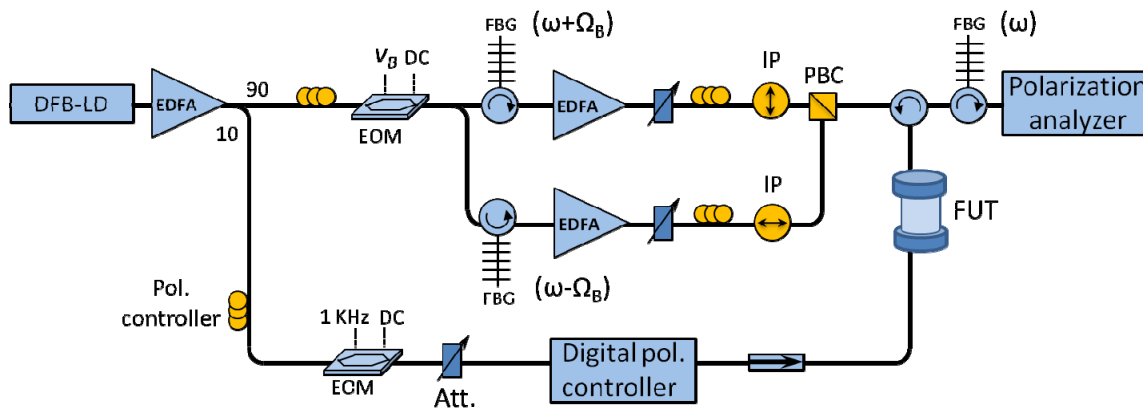 FBG (ω+Ω_B)
FBG (ω)
V_B DC
IP
PBC
DFB-LD
EDFA
90
EDFA
Polarization
analyzer
10
EOM
IP
FUT
EDFA
FBG (ω-Ω_B)
Pol.
controller
1 KHz DC
Digital pol.
controller
EOM
Att.